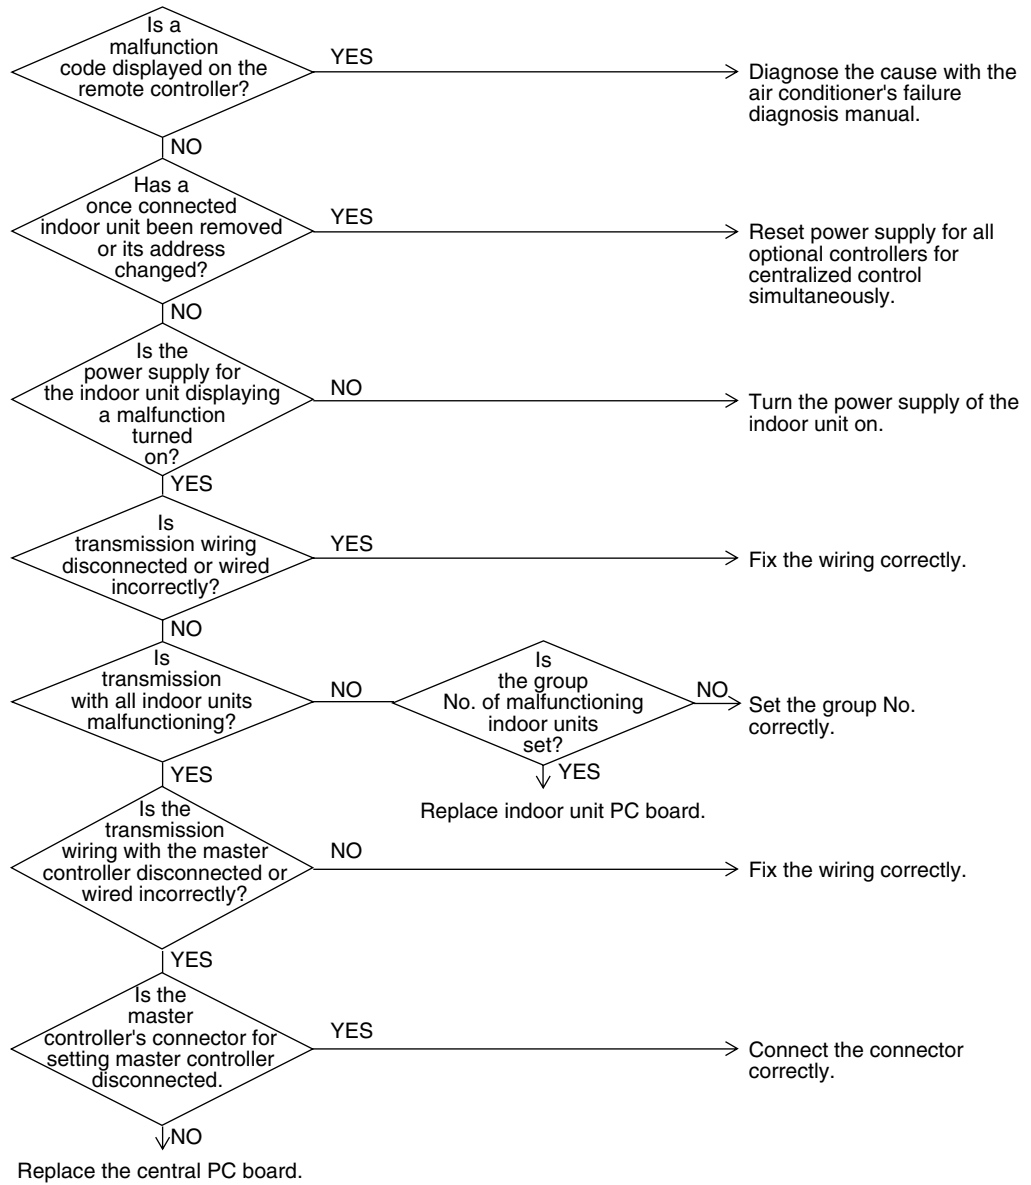 Is a
malfunction
code displayed on the
remote controller?
YES
Diagnose the cause with the
air conditioner's failure
diagnosis manual.
NO
Has a
once connected
indoor unit been removed
or its address
changed?
YES
Reset power supply for all
optional controllers for
centralized control
simultaneously.
NO
Is the
power supply for
the indoor unit displaying
a malfunction
turned
on?
NO
Turn the power supply of the
indoor unit on.
YES
Is
transmission wiring
disconnected or wired
incorrectly?
YES
Fix the wiring correctly.
NO
Is
transmission
with all indoor units
malfunctioning?
NO
Is
the group
No. of malfunctioning
indoor units
set?
NO
Set the group No.
correctly.
YES
Replace indoor unit PC board.
YES
Is the
transmission
wiring with the master
controller disconnected or
wired incorrectly?
NO
Fix the wiring correctly.
YES
Is the
master
controller's connector for
setting master controller
disconnected.
YES
Connect the connector
correctly.
NO
Replace the central PC board.